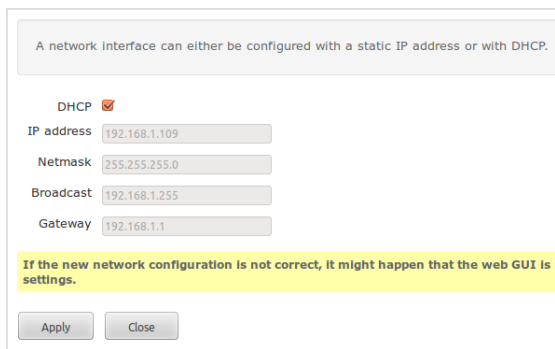 A network interface can either be configured with a static IP address or with DHCP.
DHCP
IP address 192.168.1.109
Netmask 255.255.255.0
Broadcast 192.168.1.255
Gateway 192.168.1.1
If the new network configuration is not correct, it might happen that the web GUI is
settings.
Apply Close